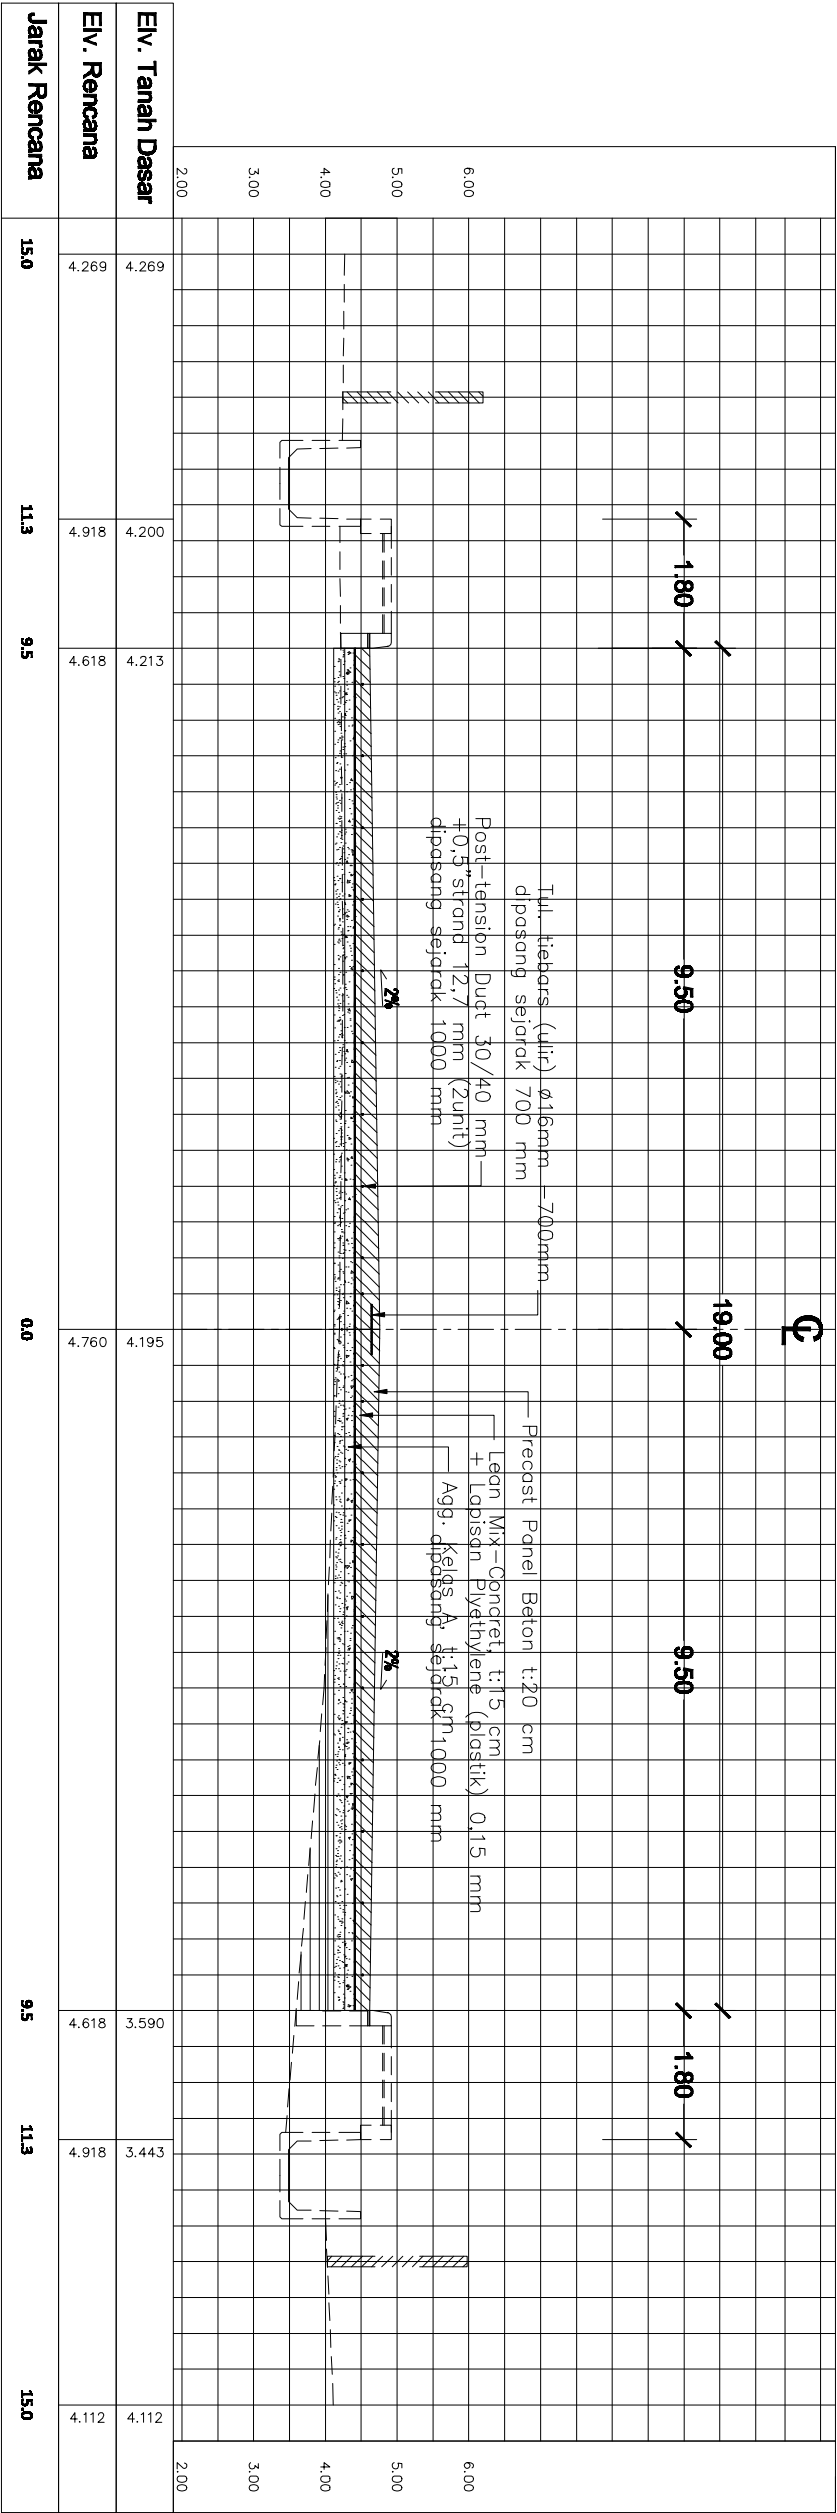 CL
19.00
1.80
9.50
9.50
1.80
Tul. tiebars (ulir) Ø16mm –700mm
dipasang sejarak 700 mm
Post-tension Duct 30/40 mm
+0,5"strand 12,7 mm (2unit)
dipasang sejarak 1000 mm
Precast Panel Beton t:20 cm
Lean Mix-Concret, t:15 cm
+ Lapisan Plyethylene (plastik) 0,15 mm
Agg. Kelas A, t:15 cm
dipasang sejarak 1000 mm
2%
2%
6.00
5.00
4.00
3.00
2.00
6.00
5.00
4.00
3.00
2.00
Elv. Tanah Dasar 4.269 4.200 4.213 4.195 3.590 3.443 4.112
Elv. Rencana 4.269 4.918 4.618 4.760 4.618 4.918 4.112
Jarak Rencana 15.0 11.3 9.5 0.0 9.5 11.3 15.0